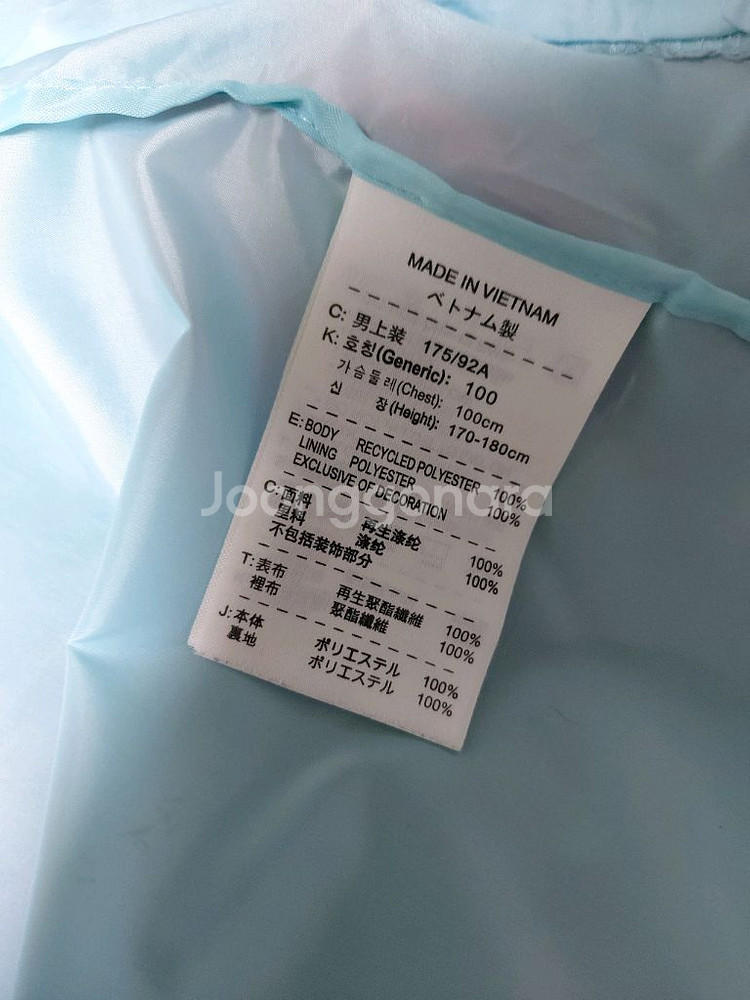 MADE IN VIETNAM
ベトナム製
C: 男上装 175/92A
K: 호칭(Generic): 100
가슴둘레(Chest): 100cm
신 장(Height): 170-180cm
E: BODY RECYCLED POLYESTER 100%
LINING POLYESTER 100%
EXCLUSIVE OF DECORATION
C: 面料 再生涤纶 100%
里料 涤纶 100%
不包括装饰部分
T: 表布 再生聚酯纖維 100%
裡布 聚酯纖維 100%
J: 本体 ポリエステル 100%
裏地 ポリエステル 100%
Joonggonara